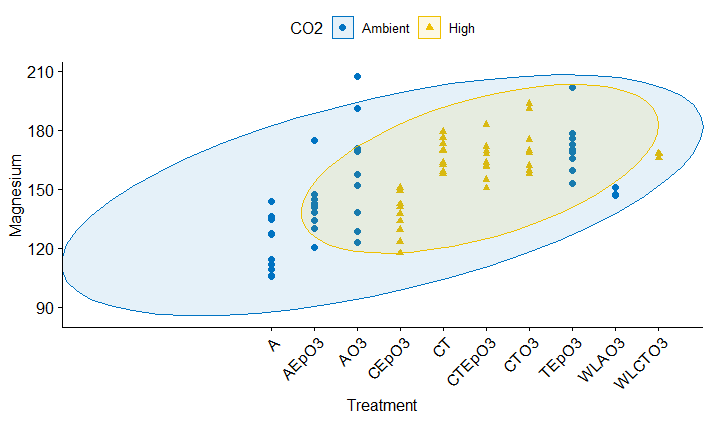 CO2 Ambient High
Magnesium
210
180
150
120
90
A AEpO3 AO3 CEpO3 CT CTEpO3 CTO3 TEpO3 WLAO3 WLCTO3
Treatment